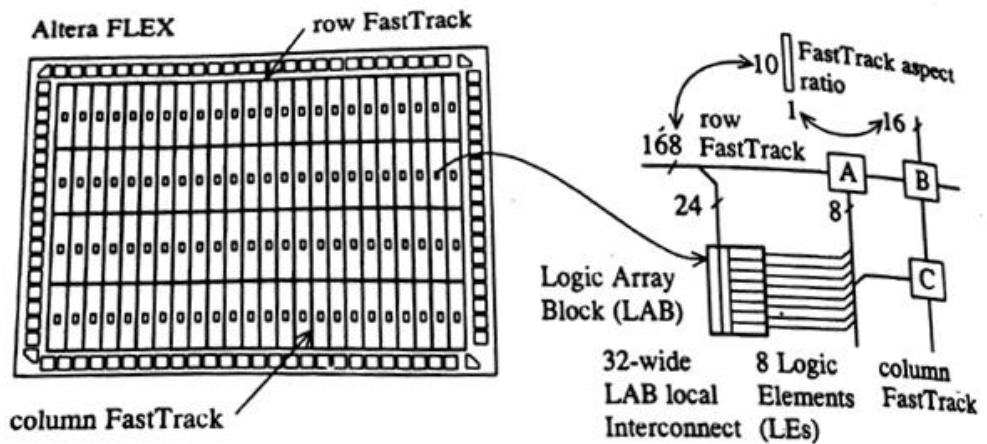 Altera FLEX
row FastTrack
column FastTrack
10
FastTrack aspect
ratio
1
16
168
row
FastTrack
A
B
24
8
C
Logic Array
Block (LAB)
32-wide
LAB local
Interconnect
8 Logic
Elements
(LEs)
column
FastTrack